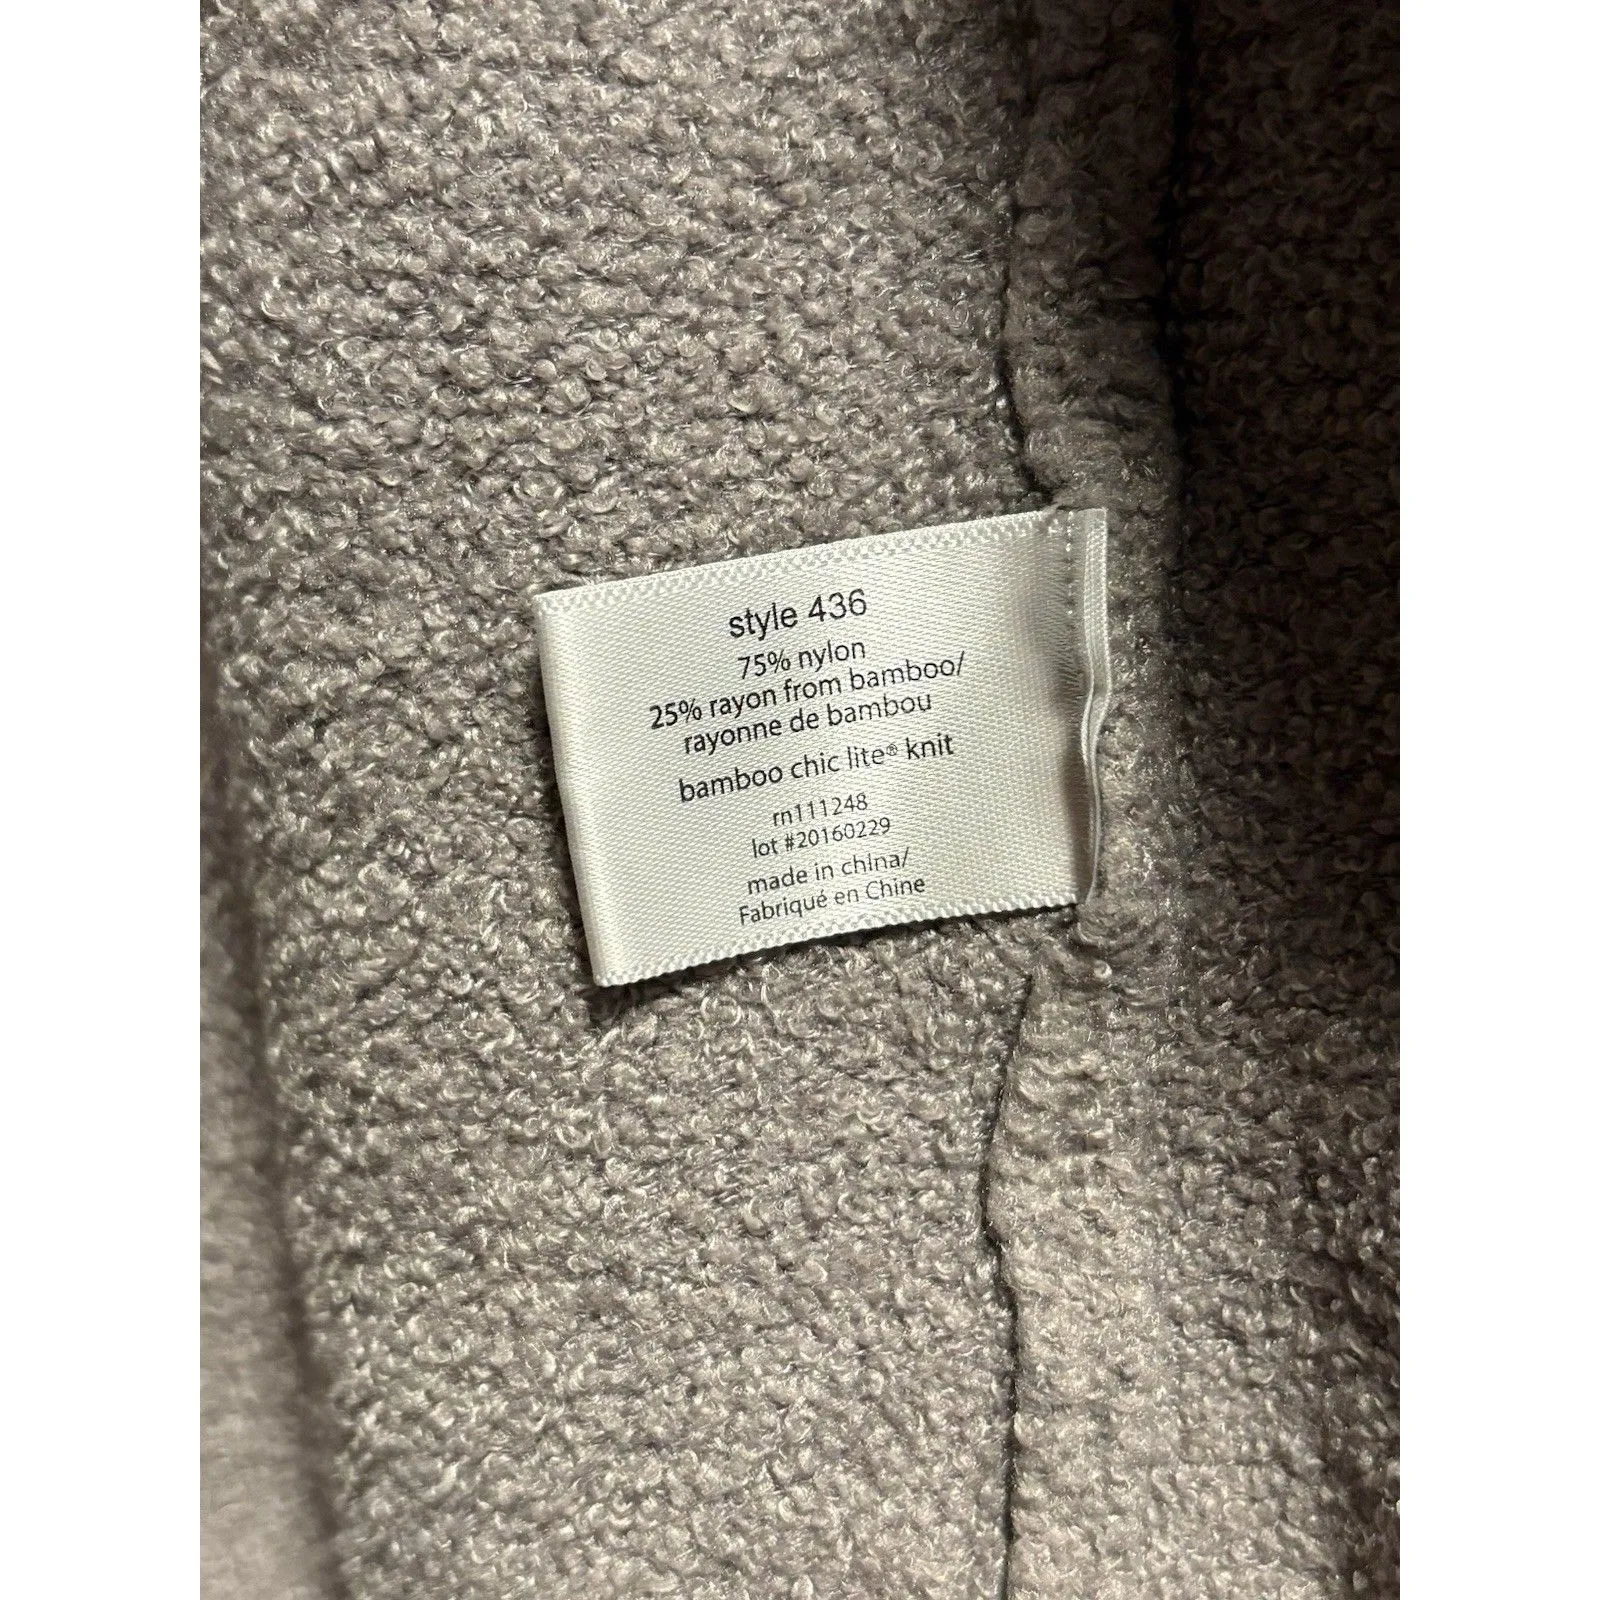 style 436
75% nylon
25% rayon from bamboo/
rayonne de bambou
bamboo chic lite® knit
rn111248
lot #20160229
made in china/
Fabriqué en Chine